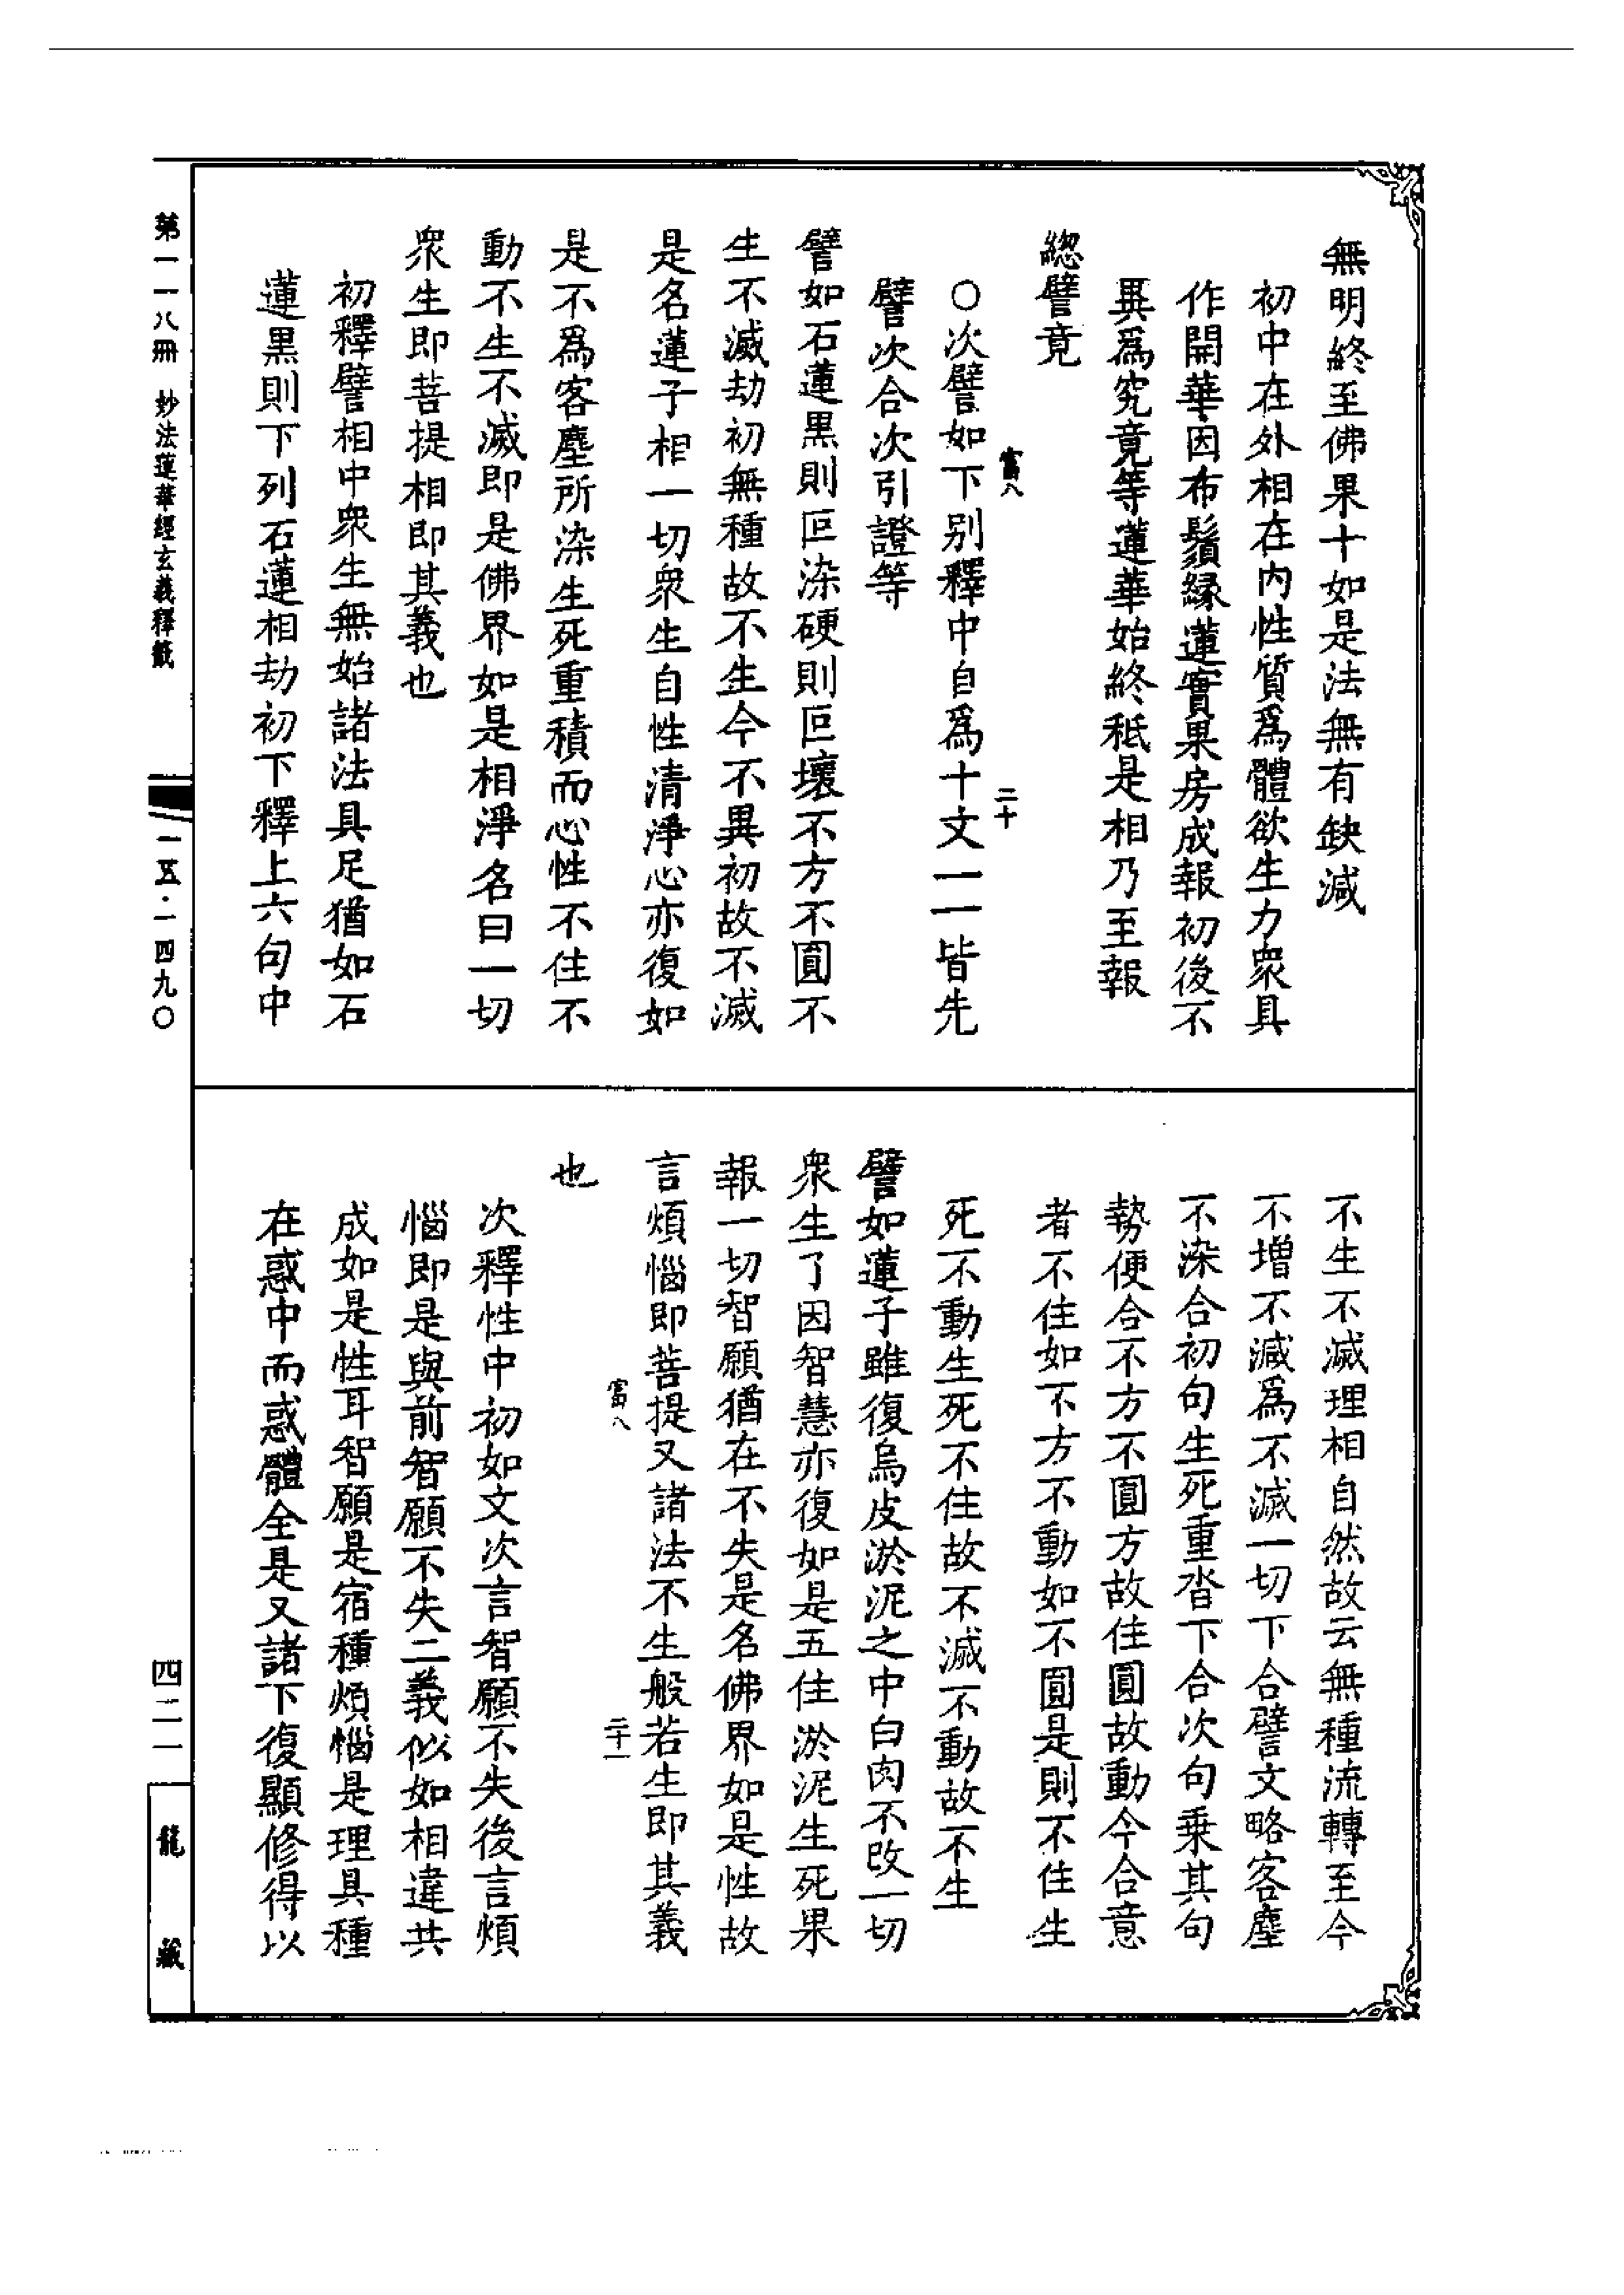 無明終至佛果十如是法無有缺減
初中在外相在內性質爲體欲生力衆具
作開華因布鬚緣蓮實果房成報初後不
異爲究竟等蓮華始終秪是相乃至報
緫譬竟
富八
二十
○次譬如下別釋中自爲十文一一皆先
譬次合次引證等
譬如石蓮黑則叵染硬則叵壞不方不圓不
生不滅劫初無種故不生今不異初故不滅
是名蓮子相一切衆生自性清淨心亦復如
是不爲客塵所染生死重積而心性不住不
動不生不滅即是佛界如是相淨名曰一切
衆生即菩提相即其義也
初釋譬相中衆生無始諸法具足猶如石
蓮黑則下列石蓮相劫初下釋上六句中
不生不滅理相自然故云無種流轉至今
不增不減爲不滅一切下合譬文略客塵
不染合初句生死重沓下合次句乗其句
勢便合不方不圓方故住圓故動今合意
者不住如不方不動如不圓是則不住生
死不動生死不住故不滅不動故不生
譬如蓮子雖復烏皮淤泥之中白肉不改一切
衆生了因智慧亦復如是五住淤泥生死果
報一切智願猶在不失是名佛界如是性故
言煩惱即菩提又諸法不生般若生即其義
富八
二十一
也
次釋性中初如文次言智願不失後言煩
惱即是與前智願不失二義似如相違共
成如是性耳智願是宿種煩惱是理具種
在惑中而惑體全是又諸下復顯修得以
第一一八冊　妙法蓮華經玄義釋籤
一五·一四九〇
四二一
龍藏